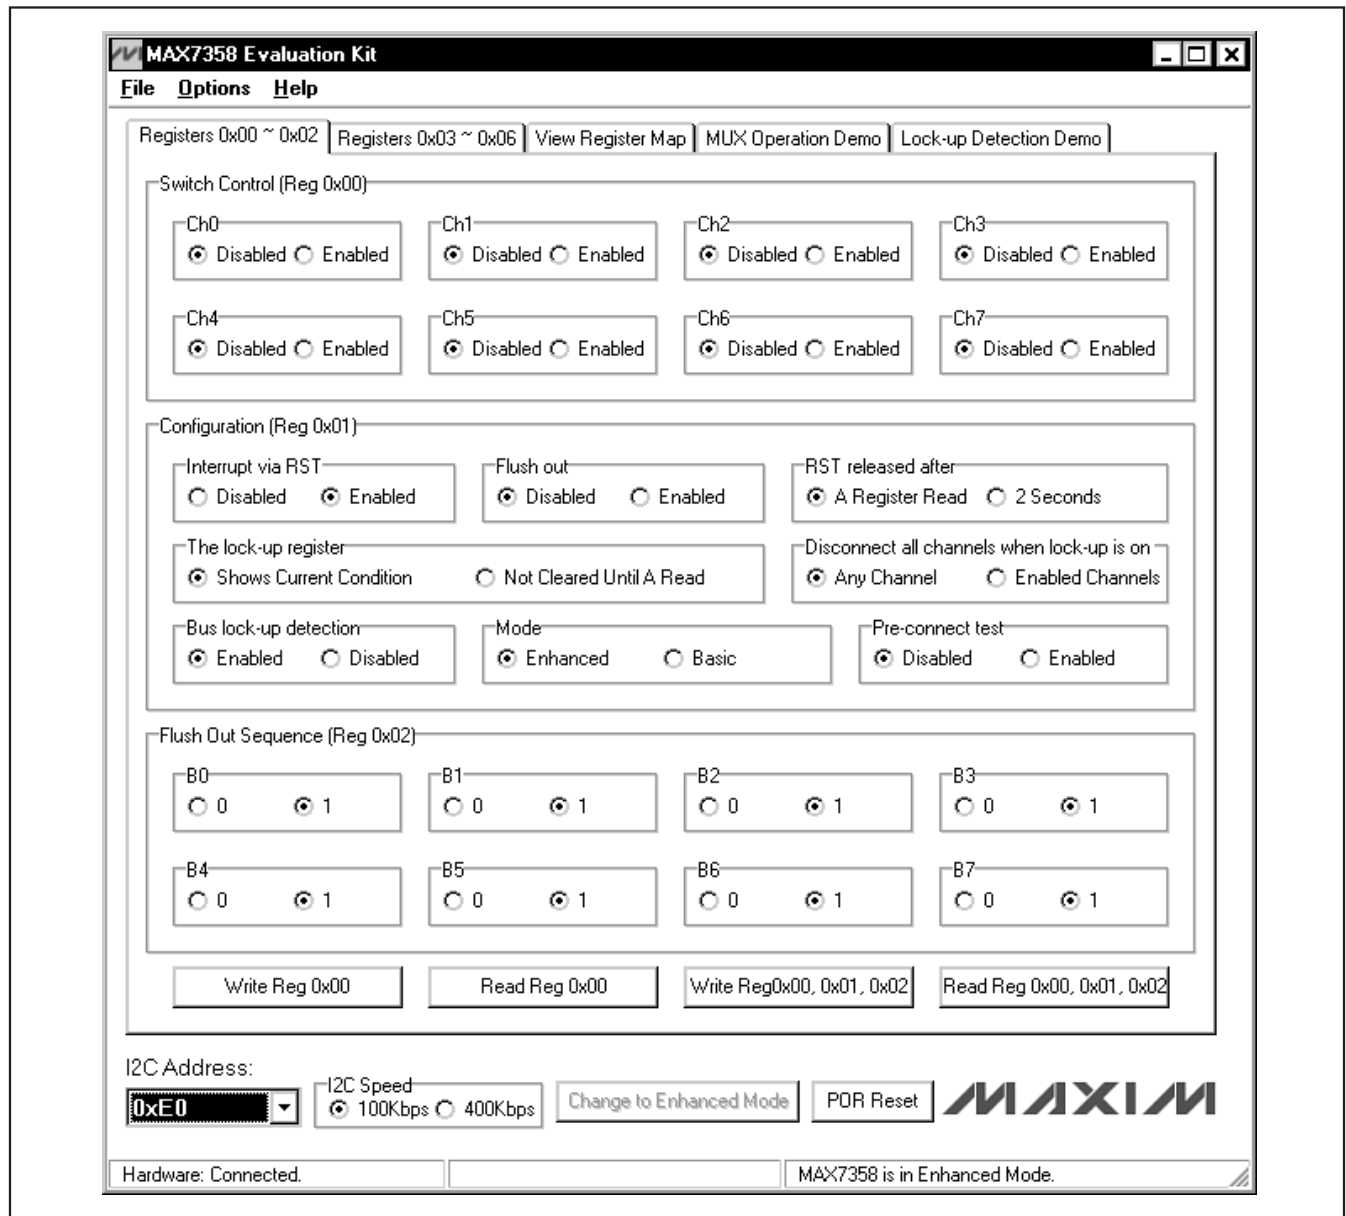 MAX7358 Evaluation Kit
File Options Help
Registers 0x00 ~ 0x02 Registers 0x03 ~ 0x06 View Register Map MUX Operation Demo Lock-up Detection Demo
Switch Control (Reg 0x00)
Ch0 Ch1 Ch2 Ch3
Disabled Enabled Disabled Enabled Disabled Enabled Disabled Enabled
Ch4 Ch5 Ch6 Ch7
Disabled Enabled Disabled Enabled Disabled Enabled Disabled Enabled
Configuration (Reg 0x01)
Interrupt via RST Flush out RST released after
Disabled Enabled Disabled Enabled A Register Read 2 Seconds
The lock-up register Disconnect all channels when lock-up is on
Shows Current Condition Not Cleared Until A Read Any Channel Enabled Channels
Bus lock-up detection Mode Pre-connect test
Enabled Disabled Enhanced Basic Disabled Enabled
Flush Out Sequence (Reg 0x02)
B0 B1 B2 B3
0 1 0 1 0 1 0 1
B4 B5 B6 B7
0 1 0 1 0 1 0 1
Write Reg 0x00 Read Reg 0x00 Write Reg0x00, 0x01, 0x02 Read Reg 0x00, 0x01, 0x02
I2C Address:
0xE0 I2C Speed
100Kbps 400Kbps Change to Enhanced Mode POR Reset MAXIM
Hardware: Connected. MAX7358 is in Enhanced Mode.